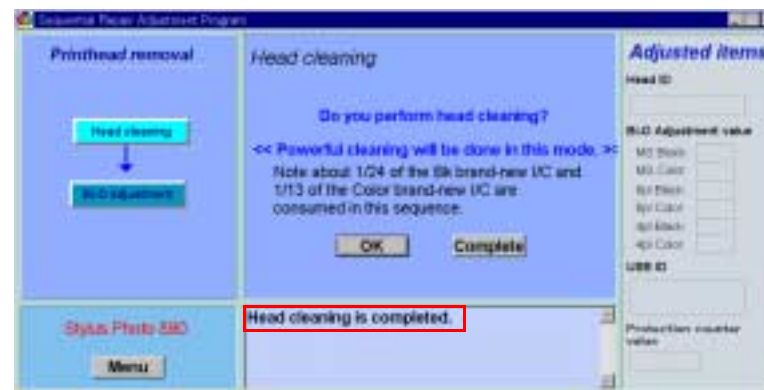 Sequential Repair Adjustment Program
Printhead removal
Head cleaning
Bi-D adjustment
Head cleaning
Do you perform head cleaning?
<< Powerful cleaning will be done in this mode. >
Note about 1/24 of the Bk brand-new I/C and
1/13 of the Color brand-new I/C are
consumed in this sequence.
OK
Complete
Adjusted items
Head ID
Bi-D Adjustment value
USB ID
Protection counter
value
Stylus Photo
Menu
Head cleaning is completed.